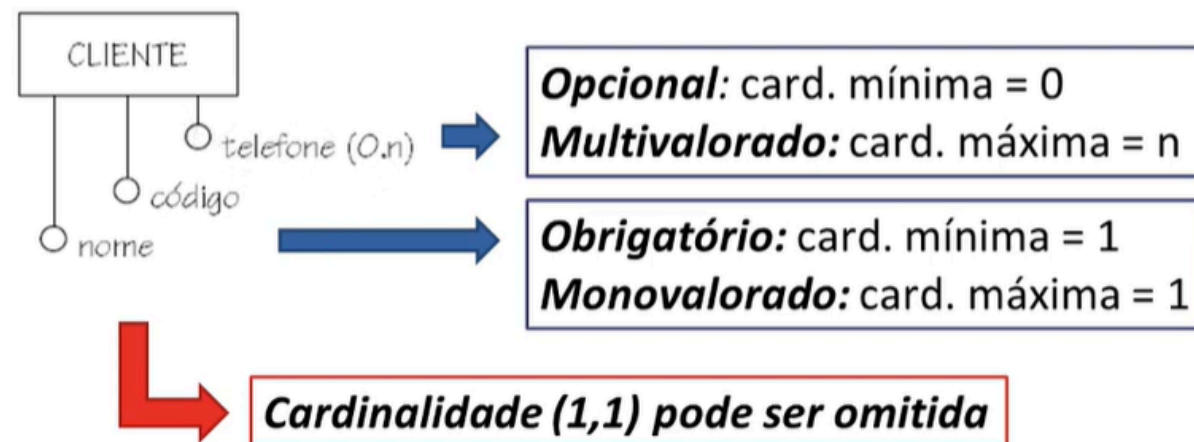 CLIENTE
telefone (0.n)
código
nome
Opcional: card. mínima = 0
Multivalorado: card. máxima = n
Obrigatório: card. mínima = 1
Monovalorado: card. máxima = 1
Cardinalidade (1,1) pode ser omitida